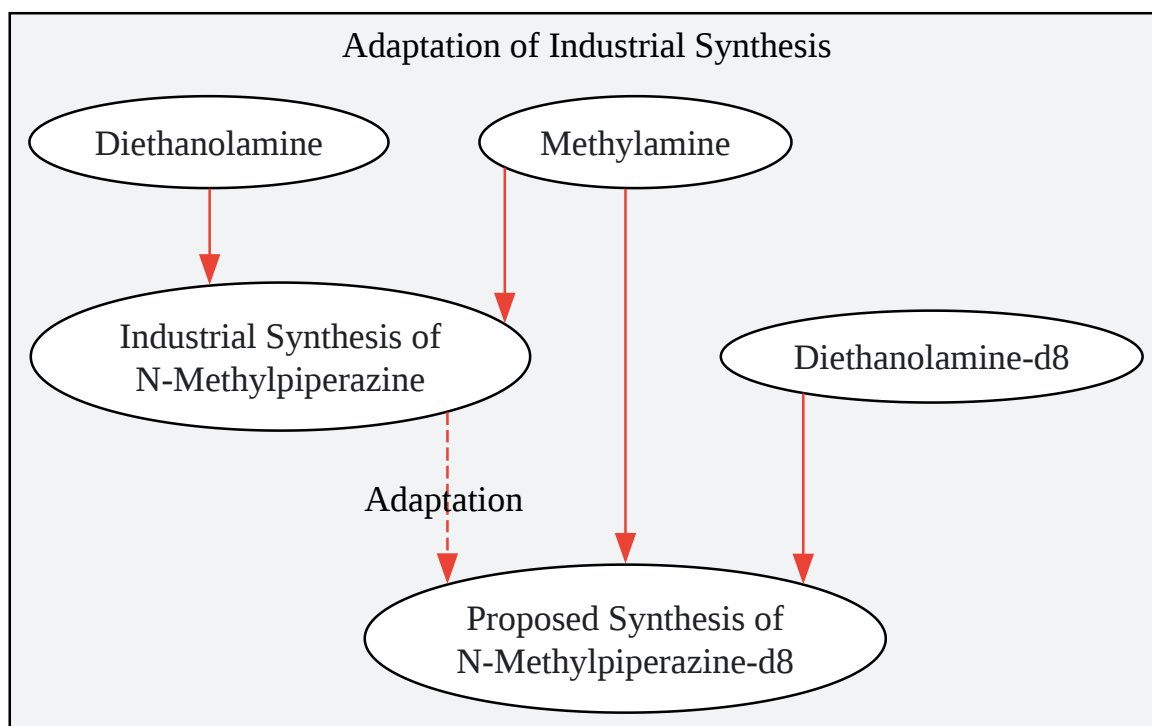 Adaptation of Industrial Synthesis
Diethanolamine
Methylamine
Industrial Synthesis of
N-Methylpiperazine
Diethanolamine-d8
Adaptation
Proposed Synthesis of
N-Methylpiperazine-d8